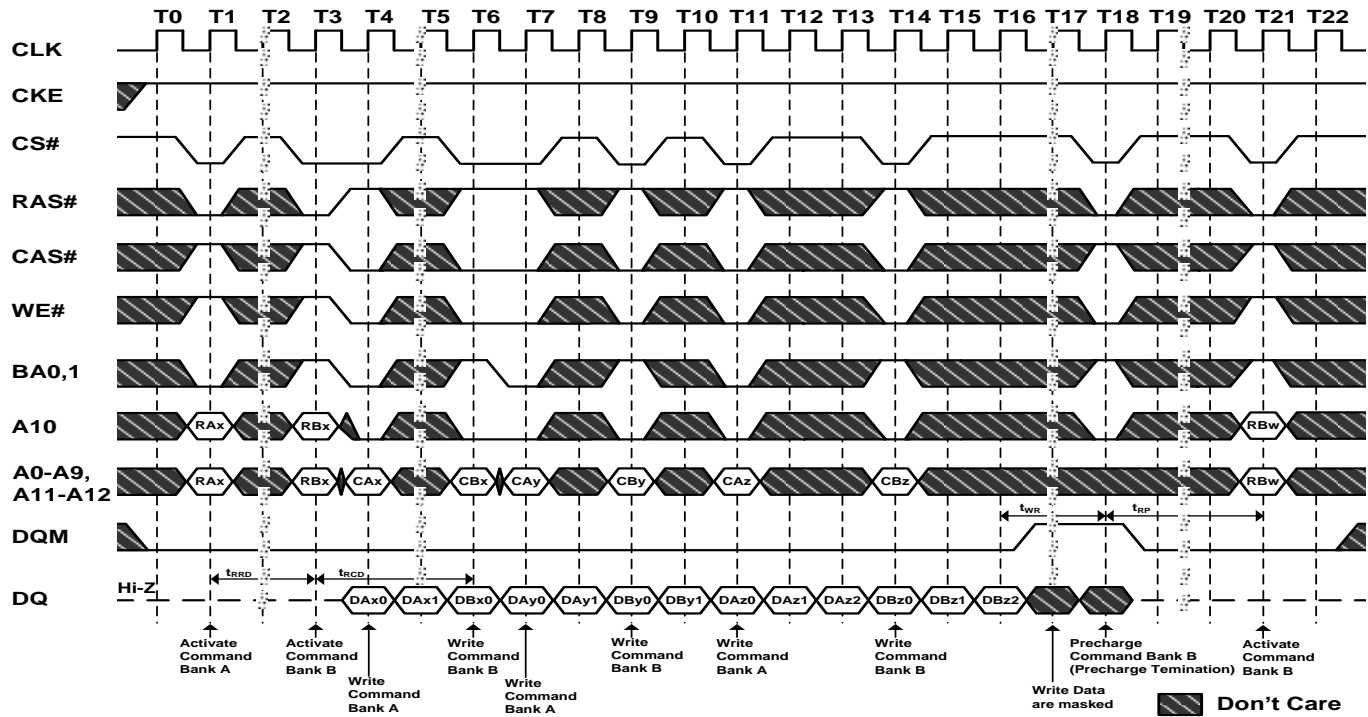 T0 T1 T2 T3 T4 T5 T6 T7 T8 T9 T10 T11 T12 T13 T14 T15 T16 T17 T18 T19 T20 T21 T22
CLK
CKE
CS#
RAS#
CAS#
WE#
BA0,1
A10
RAx RBx RBw
A0-A9,
A11-A12
RAx RBx CAx CBx CAy CBy CAz CBz RBw
tWR tRP
DQM
tRRD tRCD
Hi-Z
DQ
DAx0 DAx1 DBx0 DAy0 DAy1 DBy0 DBy1 DAz0 DAz1 DAz2 DBz0 DBz1 DBz2
Activate
Command
Bank A
Activate
Command
Bank B
Write
Command
Bank A
Write
Command
Bank B
Write
Command
Bank A
Write
Command
Bank B
Write
Command
Bank A
Write
Command
Bank B
Write Data
are masked
Precharge
Command Bank B
(Precharge Temination)
Activate
Command
Bank B
Don't Care